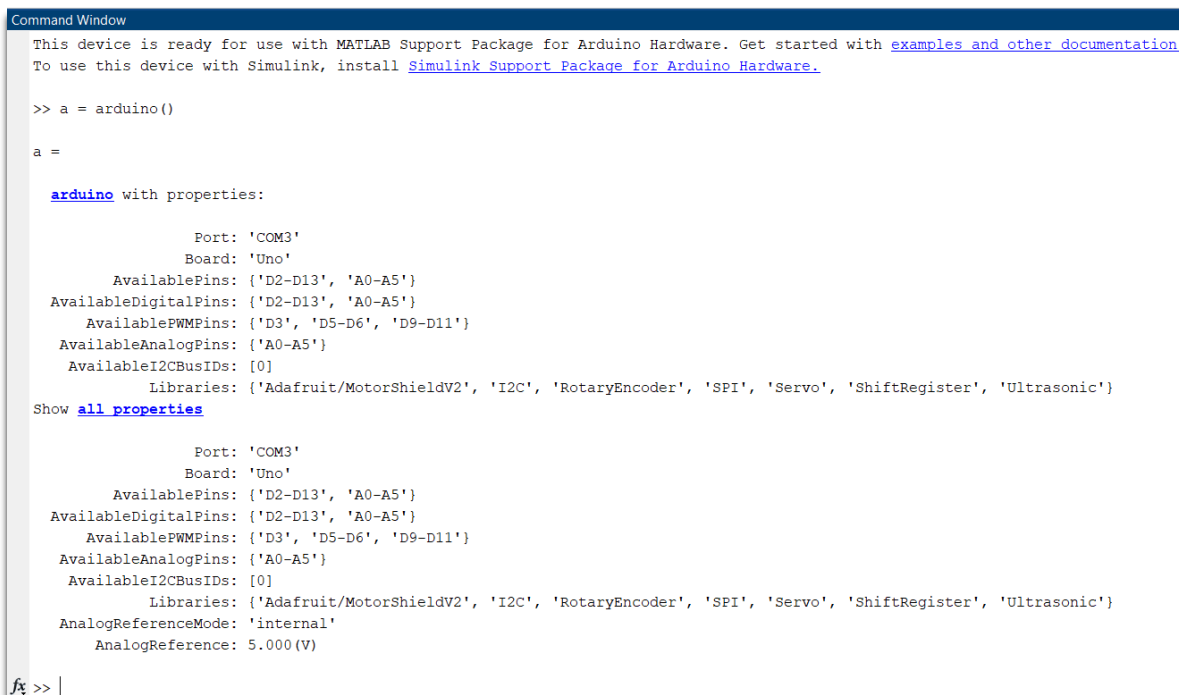 Command Window
This device is ready for use with MATLAB Support Package for Arduino Hardware. Get started with examples and other documentation
To use this device with Simulink, install Simulink Support Package for Arduino Hardware.
>> a = arduino()
a =
arduino with properties:
Port: 'COM3'
Board: 'Uno'
AvailablePins: {'D2-D13', 'A0-A5'}
AvailableDigitalPins: {'D2-D13', 'A0-A5'}
AvailablePWMPins: {'D3', 'D5-D6', 'D9-D11'}
AvailableAnalogPins: {'A0-A5'}
AvailableI2CBusIDs: [0]
Libraries: {'Adafruit/MotorShieldV2', 'I2C', 'RotaryEncoder', 'SPI', 'Servo', 'ShiftRegister', 'Ultrasonic'}
Show all properties
Port: 'COM3'
Board: 'Uno'
AvailablePins: {'D2-D13', 'A0-A5'}
AvailableDigitalPins: {'D2-D13', 'A0-A5'}
AvailablePWMPins: {'D3', 'D5-D6', 'D9-D11'}
AvailableAnalogPins: {'A0-A5'}
AvailableI2CBusIDs: [0]
Libraries: {'Adafruit/MotorShieldV2', 'I2C', 'RotaryEncoder', 'SPI', 'Servo', 'ShiftRegister', 'Ultrasonic'}
AnalogReferenceMode: 'internal'
AnalogReference: 5.000(V)
fx >>